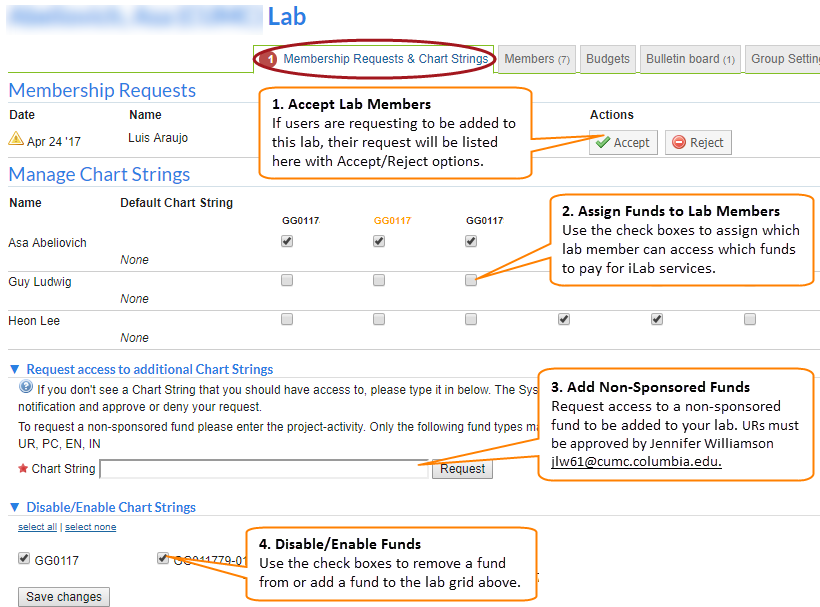 Lab
1 Membership Requests & Chart Strings
Members (7)
Budgets
Bulletin board (1)
Group Setting
Membership Requests
Date
Name
Actions
Apr 24 '17
Luis Araujo
Accept
Reject
1. Accept Lab Members
If users are requesting to be added to
this lab, their request will be listed
here with Accept/Reject options.
Manage Chart Strings
Name
Default Chart String
GG0117
GG0117
GG0117
Asa Abeliovich
None
Guy Ludwig
None
Heon Lee
None
2. Assign Funds to Lab Members
Use the check boxes to assign which
lab member can access which funds
to pay for iLab services.
Request access to additional Chart Strings
If you don't see a Chart String that you should have access to, please type it in below. The Sys
notification and approve or deny your request.
To request a non-sponsored fund please enter the project-activity. Only the following fund types ma
UR, PC, EN, IN
Chart String
Request
3. Add Non-Sponsored Funds
Request access to a non-sponsored
fund to be added to your lab. URs must
be approved by Jennifer Williamson
jlw61@cumc.columbia.edu.
Disable/Enable Chart Strings
select all | select none
GG0117
GG011779-01
4. Disable/Enable Funds
Use the check boxes to remove a fund
from or add a fund to the lab grid above.
Save changes